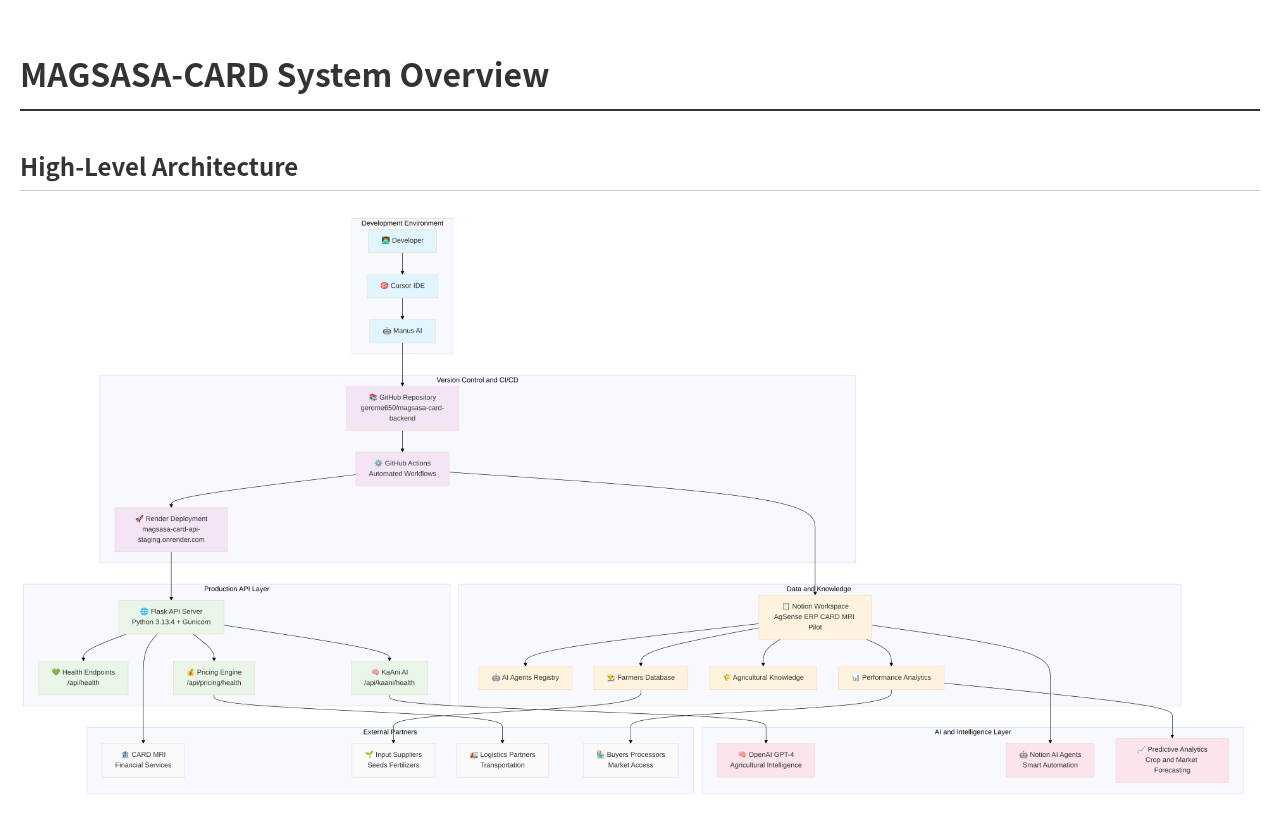 MAGSASA-CARD System Overview
High-Level Architecture
Development Environment
👨‍💻 Developer
🎯 Cursor IDE
🤖 Manus AI
Version Control and CI/CD
📚 GitHub Repository
gerome650/magsasa-card-
backend
⚙️ GitHub Actions
Automated Workflows
🚀 Render Deployment
magsasa-card-api-
staging.onrender.com
Production API Layer
🌐 Flask API Server
Python 3.13.4 + Gunicorn
💚 Health Endpoints
/api/health
💰 Pricing Engine
/api/pricing/health
🧠 KaAni AI
/api/kaani/health
Data and Knowledge
📋 Notion Workspace
AgSense ERP CARD MRI
Pilot
🤖 AI Agents Registry
👨‍🌾 Farmers Database
🌾 Agricultural Knowledge
📊 Performance Analytics
External Partners
🏦 CARD MRI
Financial Services
🌱 Input Suppliers
Seeds Fertilizers
🚛 Logistics Partners
Transportation
🏪 Buyers Processors
Market Access
AI and Intelligence Layer
🧠 OpenAI GPT-4
Agricultural Intelligence
🤖 Notion AI Agents
Smart Automation
📈 Predictive Analytics
Crop and Market
Forecasting